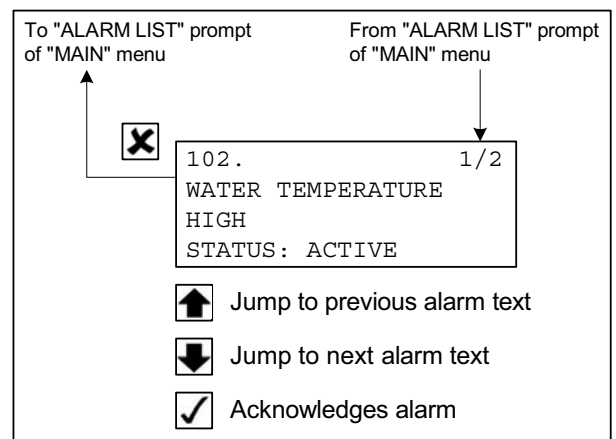 To "ALARM LIST" prompt
of "MAIN" menu
From "ALARM LIST" prompt
of "MAIN" menu
102. 1/2
WATER TEMPERATURE
HIGH
STATUS: ACTIVE
Jump to previous alarm text
Jump to next alarm text
Acknowledges alarm